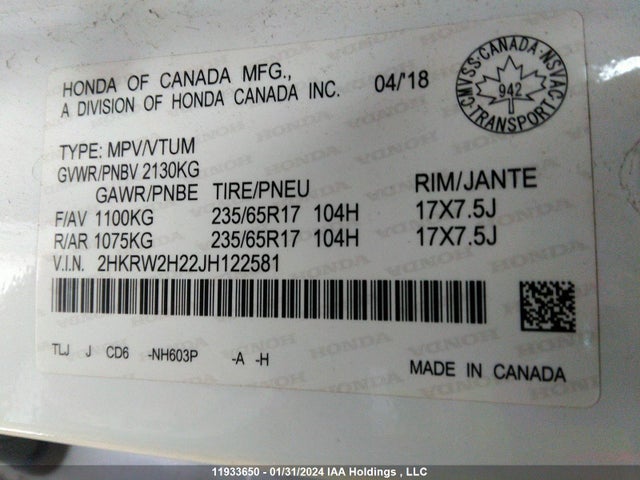 HONDA OF CANADA MFG.,
A DIVISION OF HONDA CANADA INC. 04/'18
CMVSS·CANADA·NSVAC
942
TRANSPORT
TYPE: MPV/VTUM
GVWR/PNBV 2130KG
GAWR/PNBE TIRE/PNEU RIM/JANTE
F/AV 1100KG 235/65R17 104H 17X7.5J
R/AR 1075KG 235/65R17 104H 17X7.5J
V.I.N. 2HKRW2H22JH122581
TLJ J CD6 -NH603P -A -H
MADE IN CANADA
11933650 - 01/31/2024 IAA Holdings , LLC